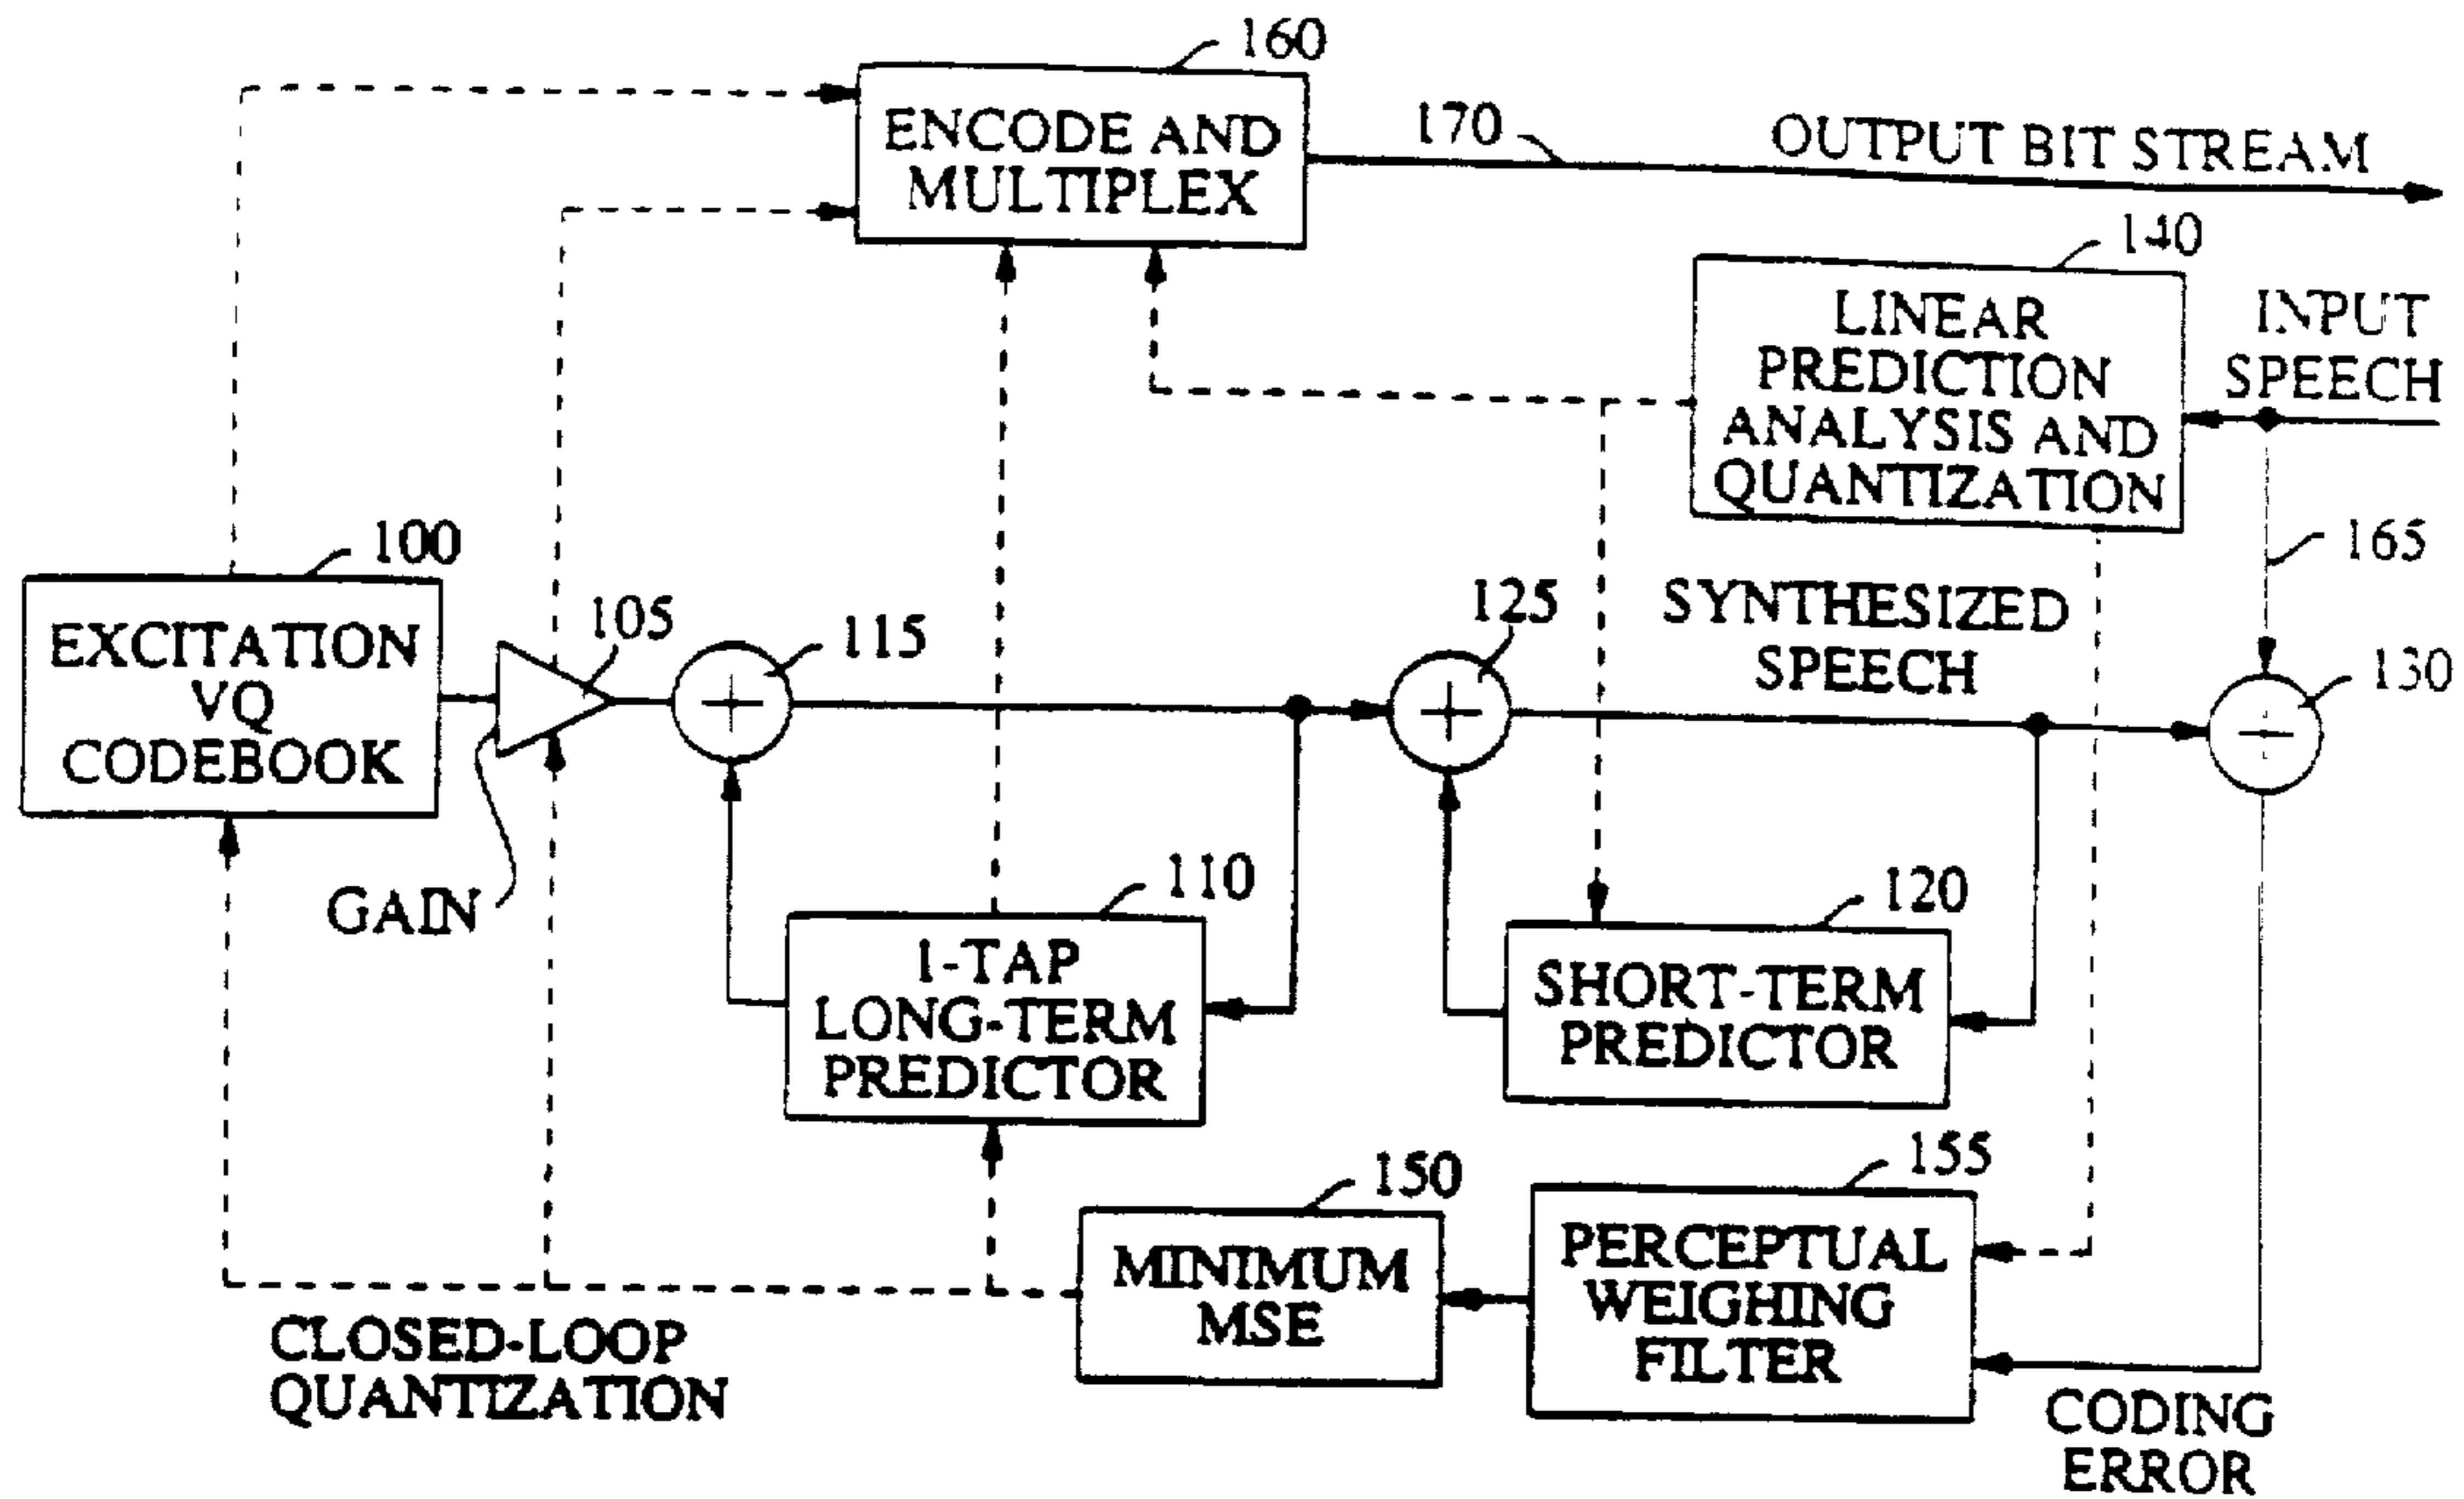 160
ENCODE AND
MULTIPLEX
170
OUTPUT BIT STREAM
140
LINEAR
PREDICTION
ANALYSIS AND
QUANTIZATION
INPUT
SPEECH
165
100
EXCITATION
VQ
CODEBOOK
105
GAIN
115
125
SYNTHESIZED
SPEECH
130
110
1-TAP
LONG-TERM
PREDICTOR
120
SHORT-TERM
PREDICTOR
150
MINIMUM
MSE
155
PERCEPTUAL
WEIGHING
FILTER
CLOSED-LOOP
QUANTIZATION
CODING
ERROR